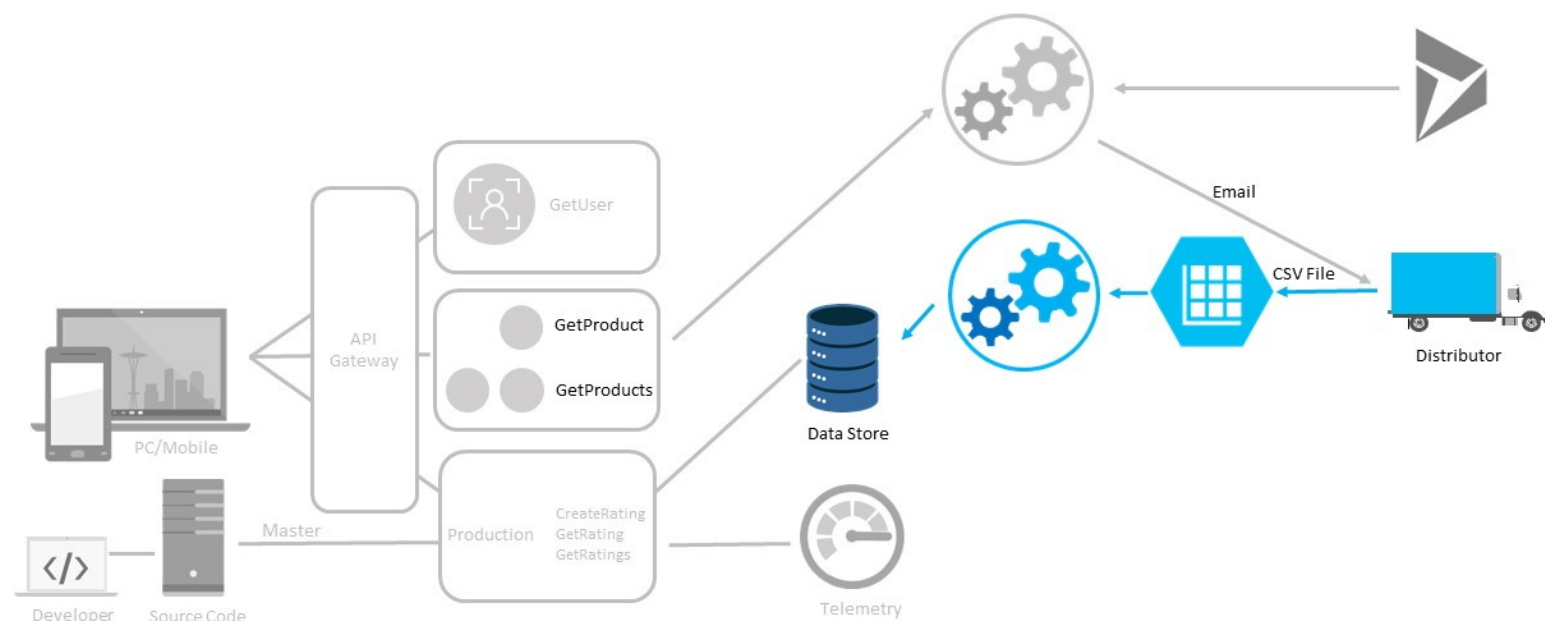 Email
GetUser
CSV File
GetProduct
API
Gateway
Distributor
GetProducts
Data Store
PC/Mobile
CreateRating
Master
Production
GetRating
GetRatings
Developer
Source Code
Telemetry